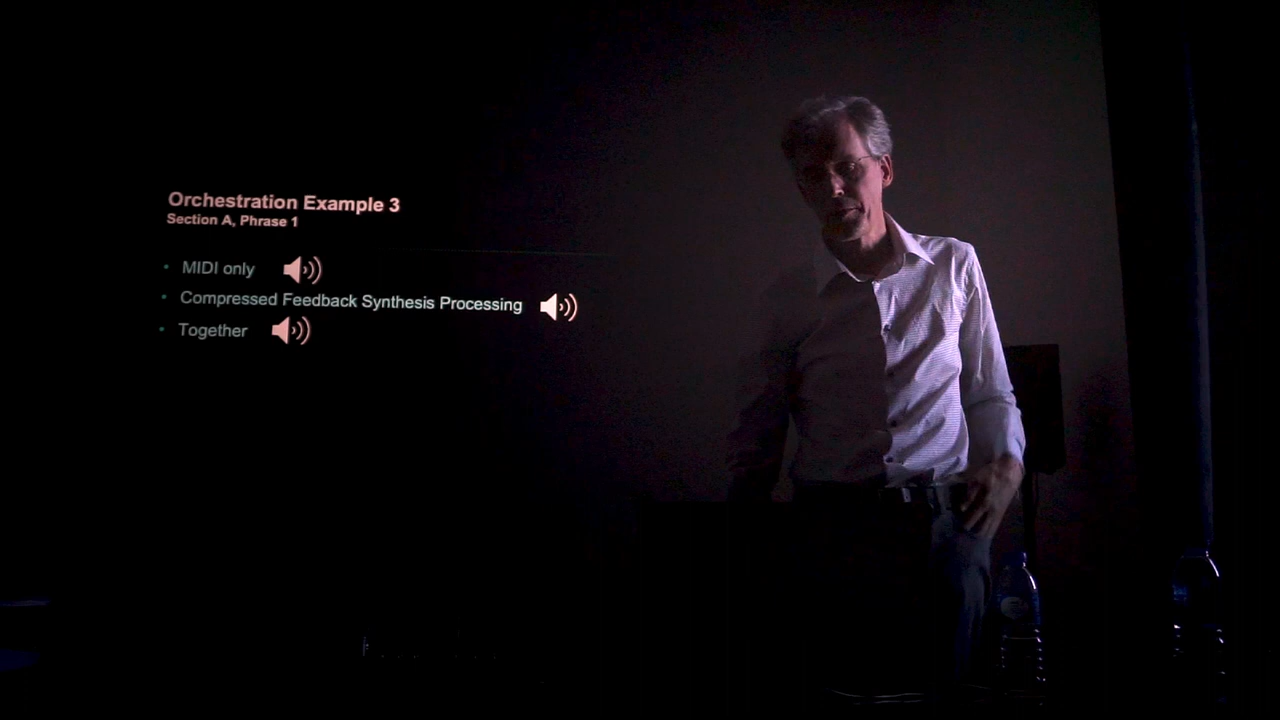 Orchestration Example 3
Section A, Phrase 1
• MIDI only
• Compressed Feedback Synthesis Processing
• Together